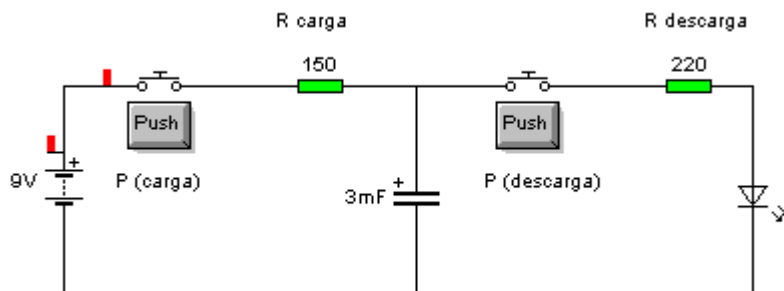 R carga
R descarga
150
220
Push
Push
+
9V
P (carga)
+
3mF
P (descarga)